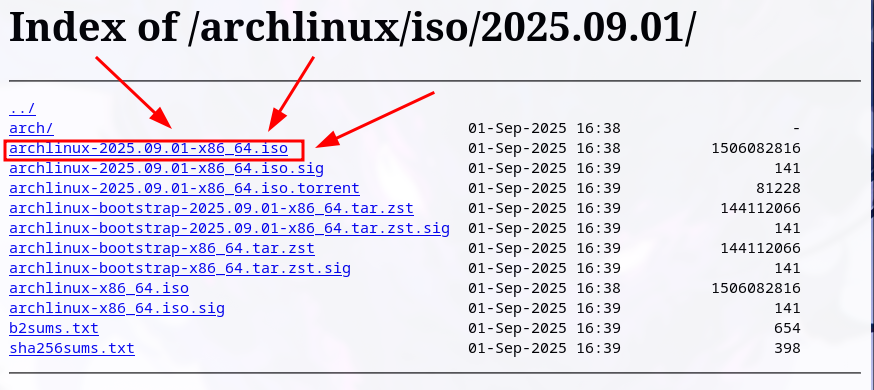 Index of /archlinux/iso/2025.09.01/
../
arch/ 01-Sep-2025 16:38 -
archlinux-2025.09.01-x86_64.iso 01-Sep-2025 16:38 1506082816
archlinux-2025.09.01-x86_64.iso.sig 01-Sep-2025 16:39 141
archlinux-2025.09.01-x86_64.iso.torrent 01-Sep-2025 16:39 81228
archlinux-bootstrap-2025.09.01-x86_64.tar.zst 01-Sep-2025 16:39 144112066
archlinux-bootstrap-2025.09.01-x86_64.tar.zst.sig 01-Sep-2025 16:39 141
archlinux-bootstrap-x86_64.tar.zst 01-Sep-2025 16:39 144112066
archlinux-bootstrap-x86_64.tar.zst.sig 01-Sep-2025 16:39 141
archlinux-x86_64.iso 01-Sep-2025 16:38 1506082816
archlinux-x86_64.iso.sig 01-Sep-2025 16:39 141
b2sums.txt 01-Sep-2025 16:39 654
sha256sums.txt 01-Sep-2025 16:39 398